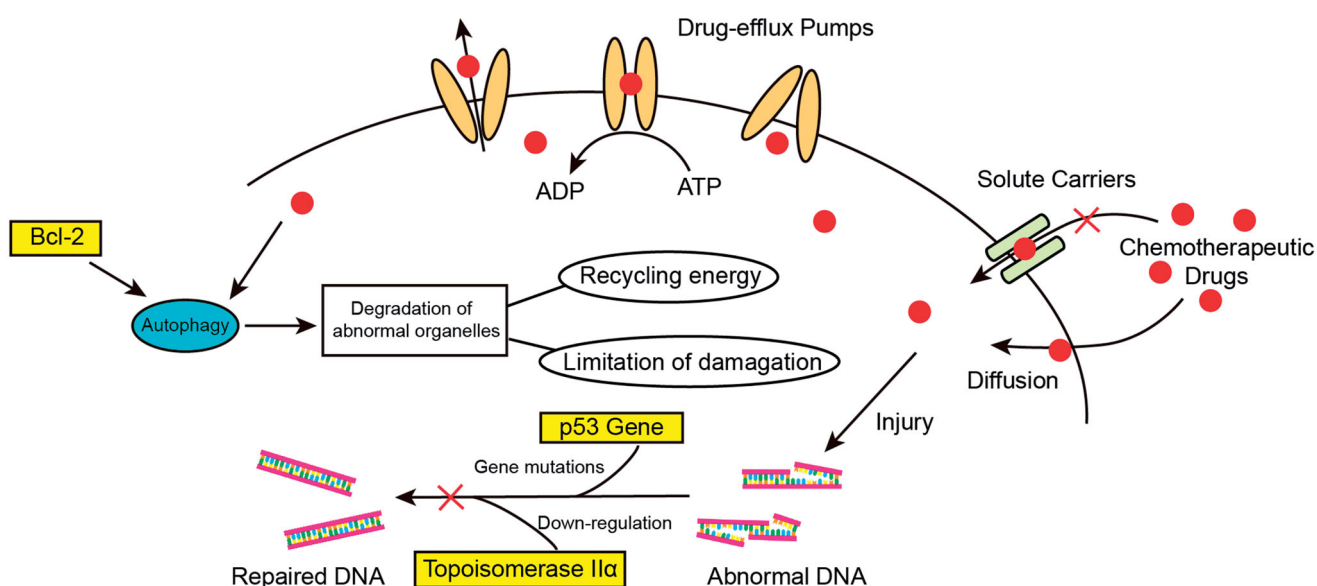 Drug-efflux Pumps
ADP
ATP
Solute Carriers
Chemotherapeutic
Drugs
Bcl-2
Autophagy
Degradation of
abnormal organelles
Recycling energy
Limitation of damagation
Diffusion
Injury
p53 Gene
Gene mutations
Down-regulation
Topoisomerase IIα
Repaired DNA
Abnormal DNA